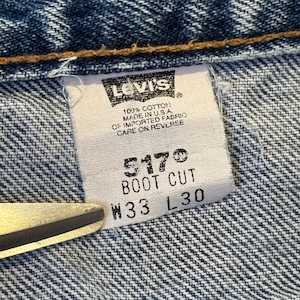 LEVI'S®
100% COTTON
MADE IN U.S.A.
OF IMPORTED FABRIC
CARE ON REVERSE
517®
BOOT CUT
W33 L30